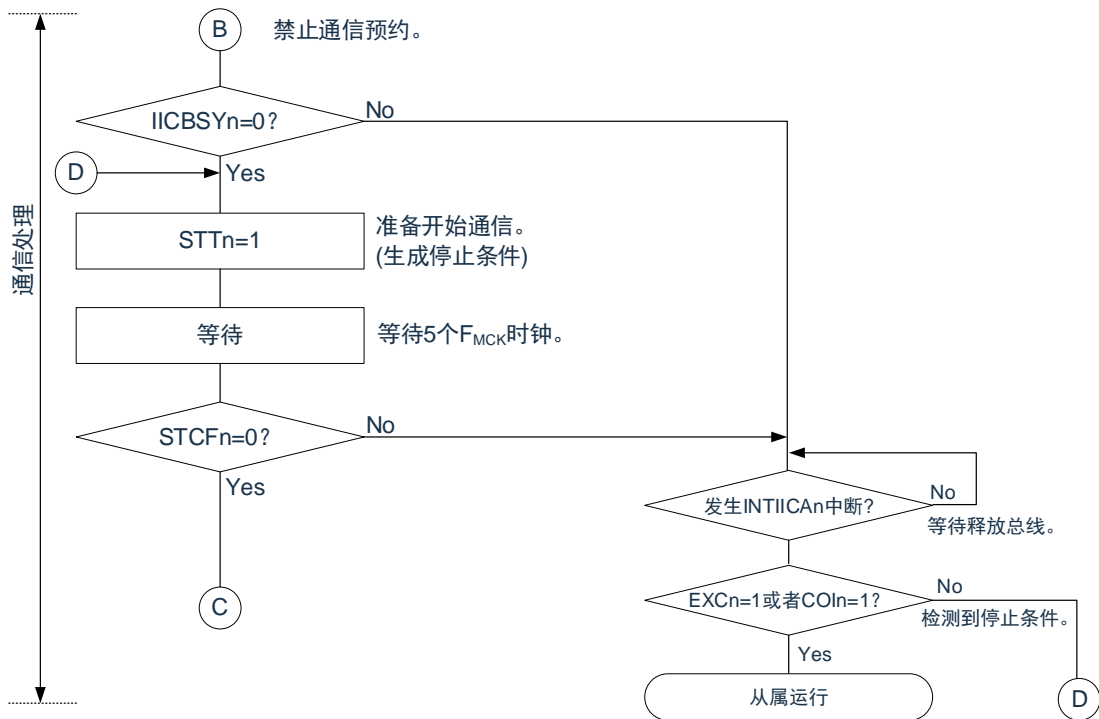 B
禁止通信预约。
IICBSYn=0?
No
D
Yes
STTn=1
准备开始通信。
(生成停止条件)
通信处理
等待
等待5个FMCK时钟。
STCFn=0?
No
Yes
发生INTIICAn中断?
No
等待释放总线。
C
EXCn=1或者COIn=1?
No
检测到停止条件。
Yes
从属运行
D